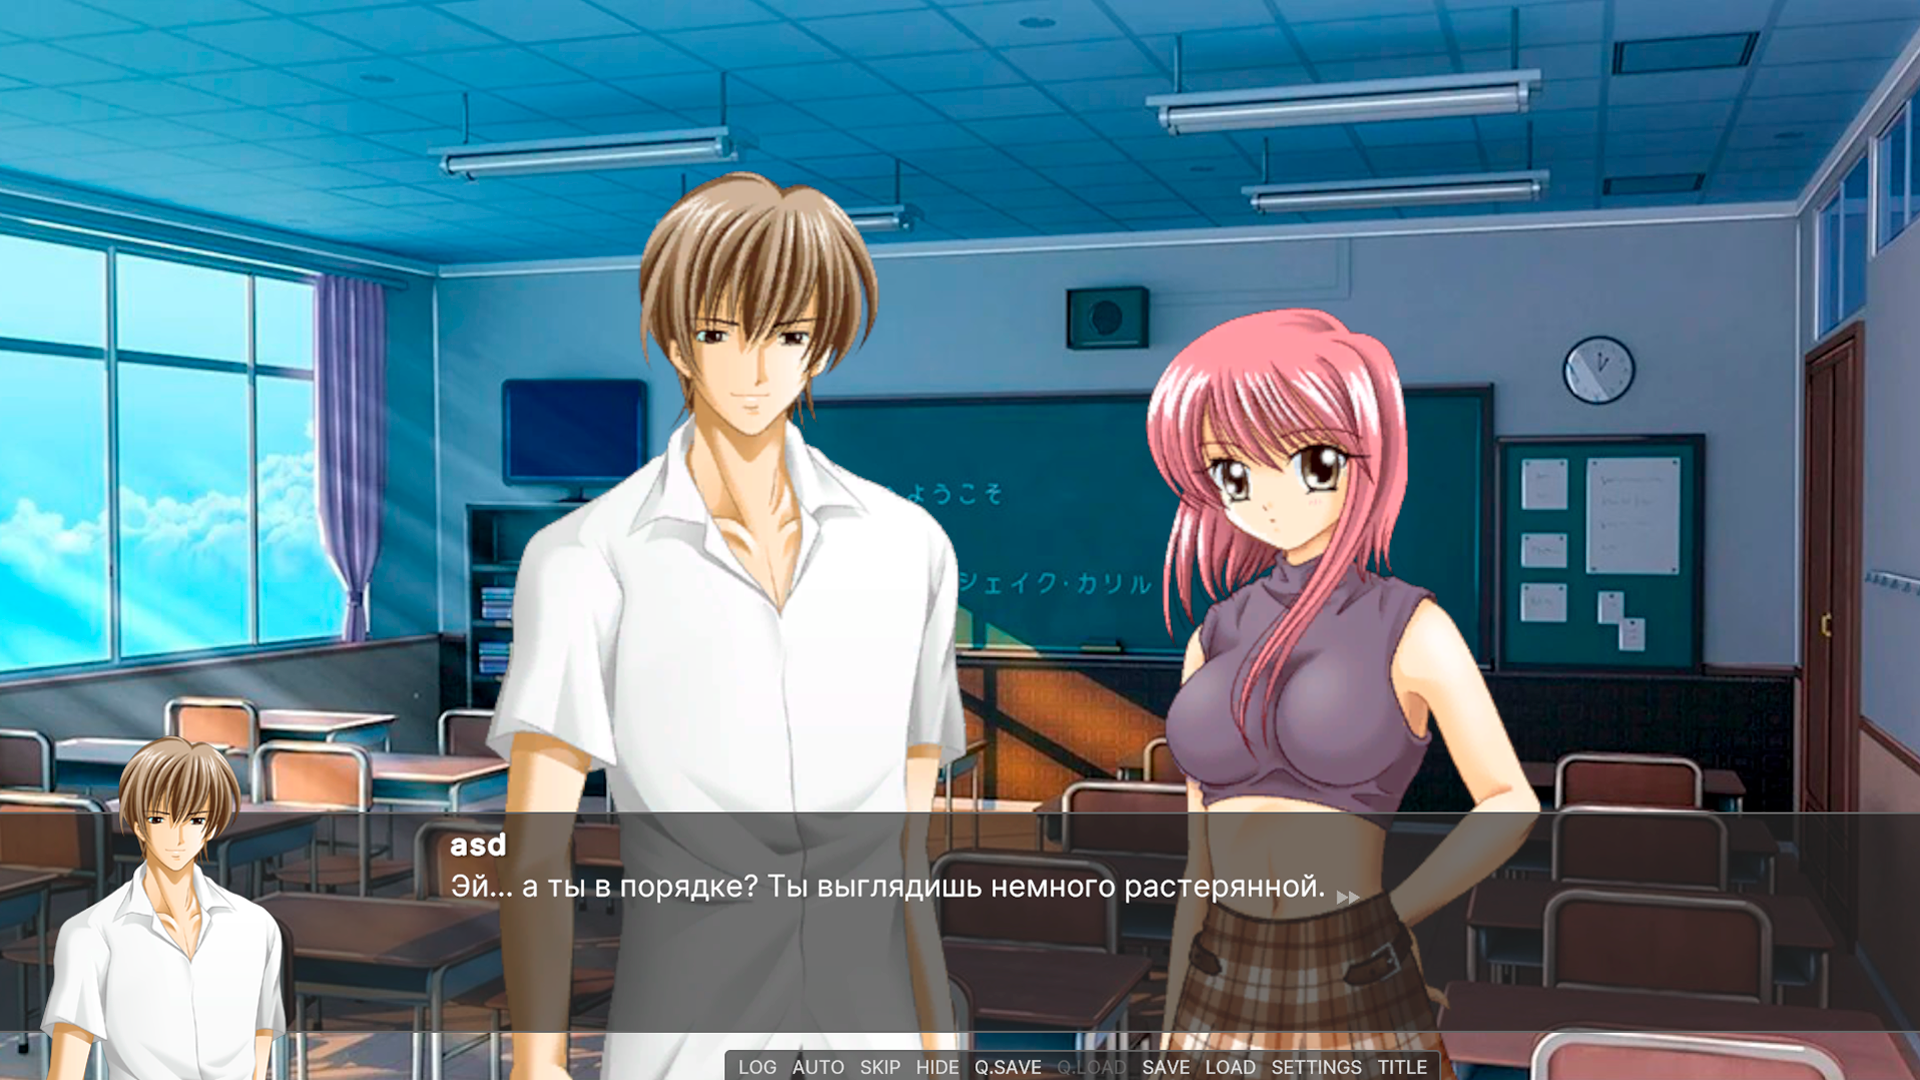 ようこそ
シェイク・カリル
asd
Эй... а ты в порядке? Ты выглядишь немного растерянной.
LOG AUTO SKIP HIDE Q.SAVE Q.LOAD SAVE LOAD SETTINGS TITLE